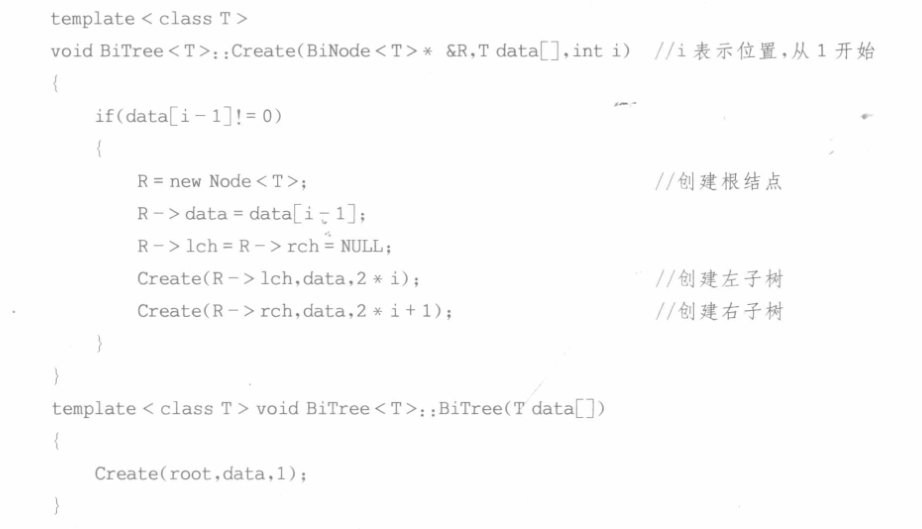 template < class T >
void BiTree < T >::Create(BiNode < T > * &R,T data[],int i) //i 表示位置,从 1 开始
{
if(data[i - 1]!= 0)
{
R = new Node < T >; //创建根结点
R -> data = data[i - 1];
R -> lch = R -> rch = NULL;
Create(R -> lch,data,2 * i); //创建左子树
Create(R -> rch,data,2 * i + 1); //创建右子树
}
}
template < class T > void BiTree < T >::BiTree(T data[])
{
Create(root,data,1);
}